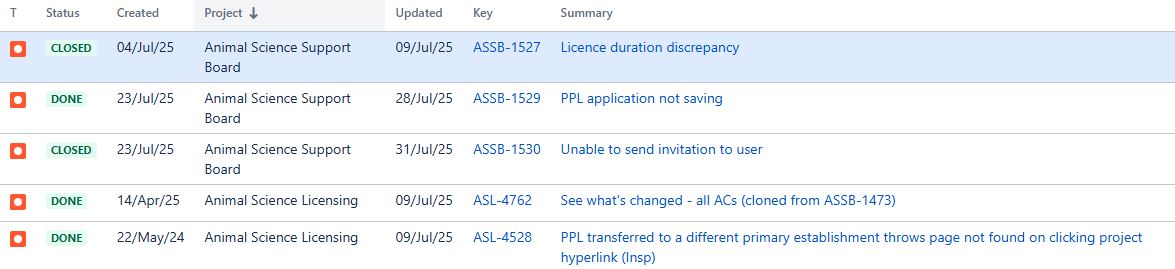 T Status Created Project ↓ Updated Key Summary
CLOSED 04/Jul/25 Animal Science Support Board 09/Jul/25 ASSB-1527 Licence duration discrepancy
DONE 23/Jul/25 Animal Science Support Board 28/Jul/25 ASSB-1529 PPL application not saving
CLOSED 23/Jul/25 Animal Science Support Board 31/Jul/25 ASSB-1530 Unable to send invitation to user
DONE 14/Apr/25 Animal Science Licensing 09/Jul/25 ASL-4762 See what's changed - all ACs (cloned from ASSB-1473)
DONE 22/May/24 Animal Science Licensing 09/Jul/25 ASL-4528 PPL transferred to a different primary establishment throws page not found on clicking project
hyperlink (Insp)